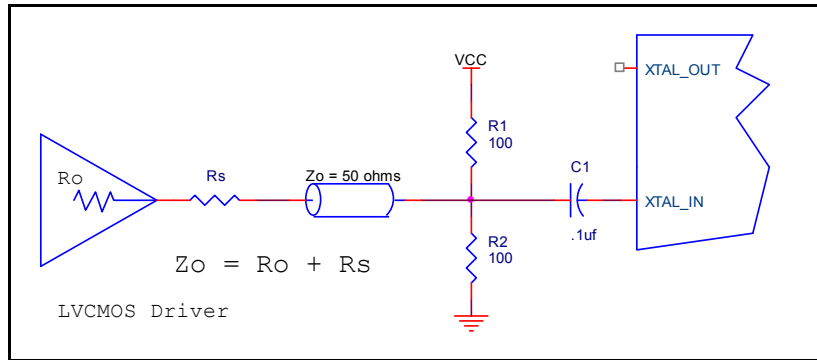 VCC
XTAL_OUT
R1
100
Ro
Rs
Zo = 50 ohms
C1
XTAL_IN
.1uf
R2
100
Zo = Ro + Rs
LVCMOS Driver